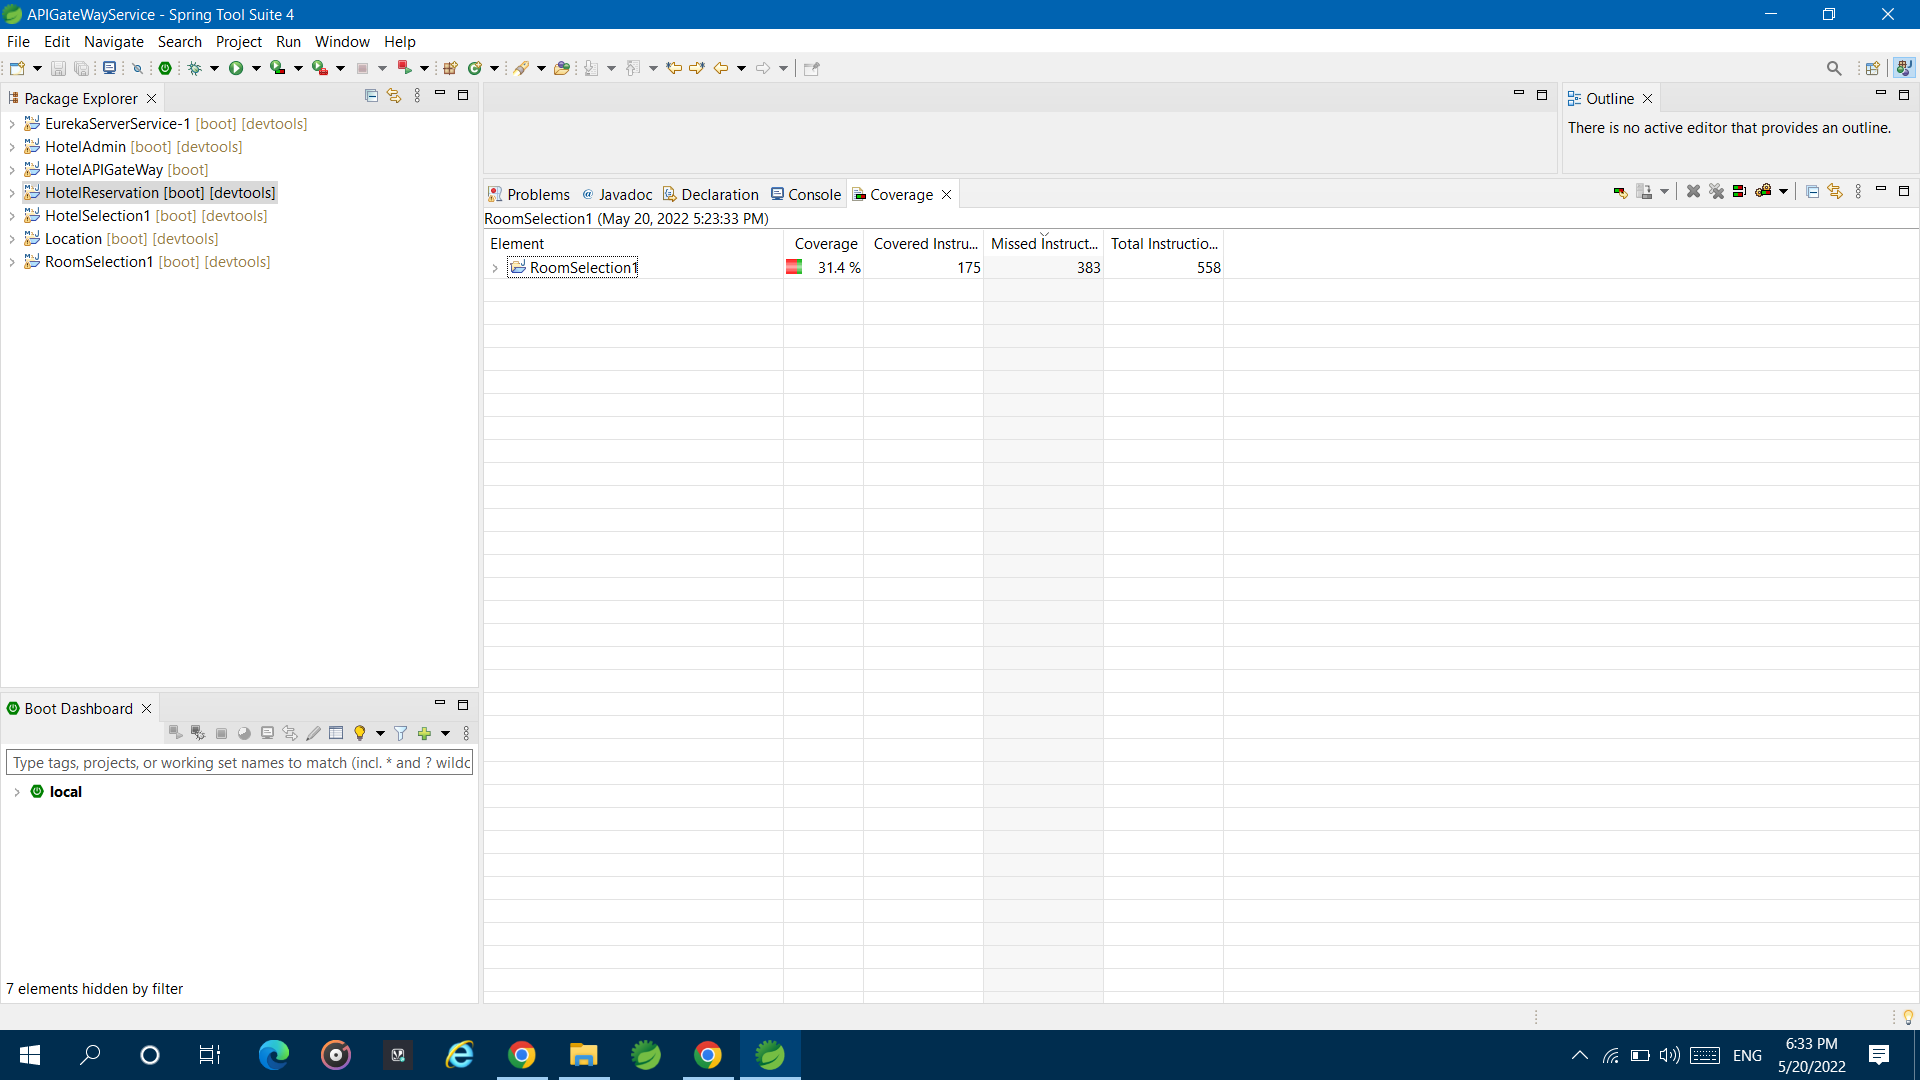 APIGateWayService - Spring Tool Suite 4
File Edit Navigate Search Project Run Window Help
Package Explorer
EurekaServerService-1 [boot] [devtools]
HotelAdmin [boot] [devtools]
HotelAPIGateWay [boot]
HotelReservation [boot] [devtools]
HotelSelection1 [boot] [devtools]
Location [boot] [devtools]
RoomSelection1 [boot] [devtools]
Outline
There is no active editor that provides an outline.
Problems @ Javadoc Declaration Console Coverage
RoomSelection1 (May 20, 2022 5:23:33 PM)
Element Coverage Covered Instru... Missed Instruct... Total Instructio...
RoomSelection1 31.4 % 175 383 558
Boot Dashboard
Type tags, projects, or working set names to match (incl. * and ? wildc
local
7 elements hidden by filter
ENG
6:33 PM
5/20/2022